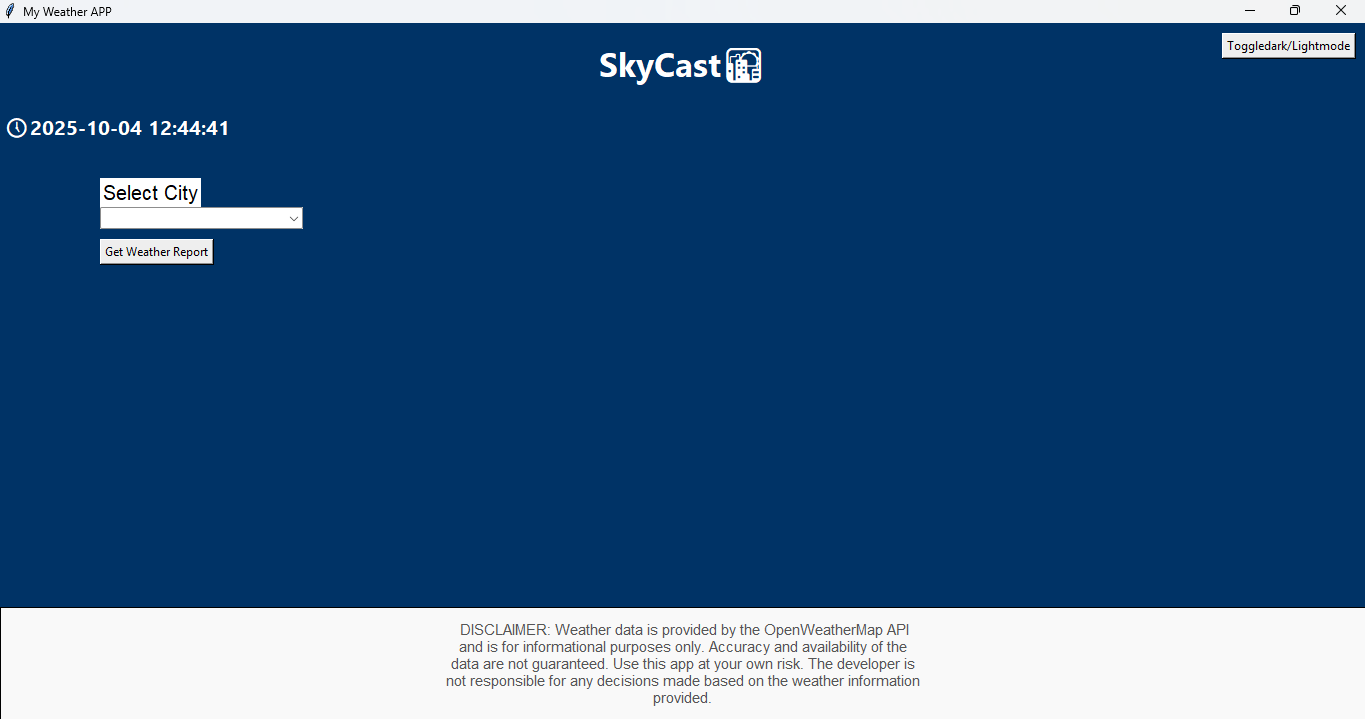 My Weather APP
Toggledark/Lightmode
SkyCast
2025-10-04 12:44:41
Select City
Get Weather Report
DISCLAIMER: Weather data is provided by the OpenWeatherMap API
and is for informational purposes only. Accuracy and availability of the
data are not guaranteed. Use this app at your own risk. The developer is
not responsible for any decisions made based on the weather information
provided.